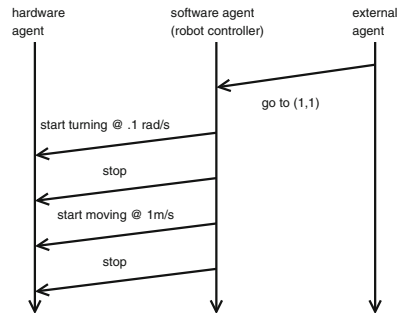 hardware
agent
software agent
(robot controller)
external
agent
go to (1,1)
start turning @ .1 rad/s
stop
start moving @ 1m/s
stop